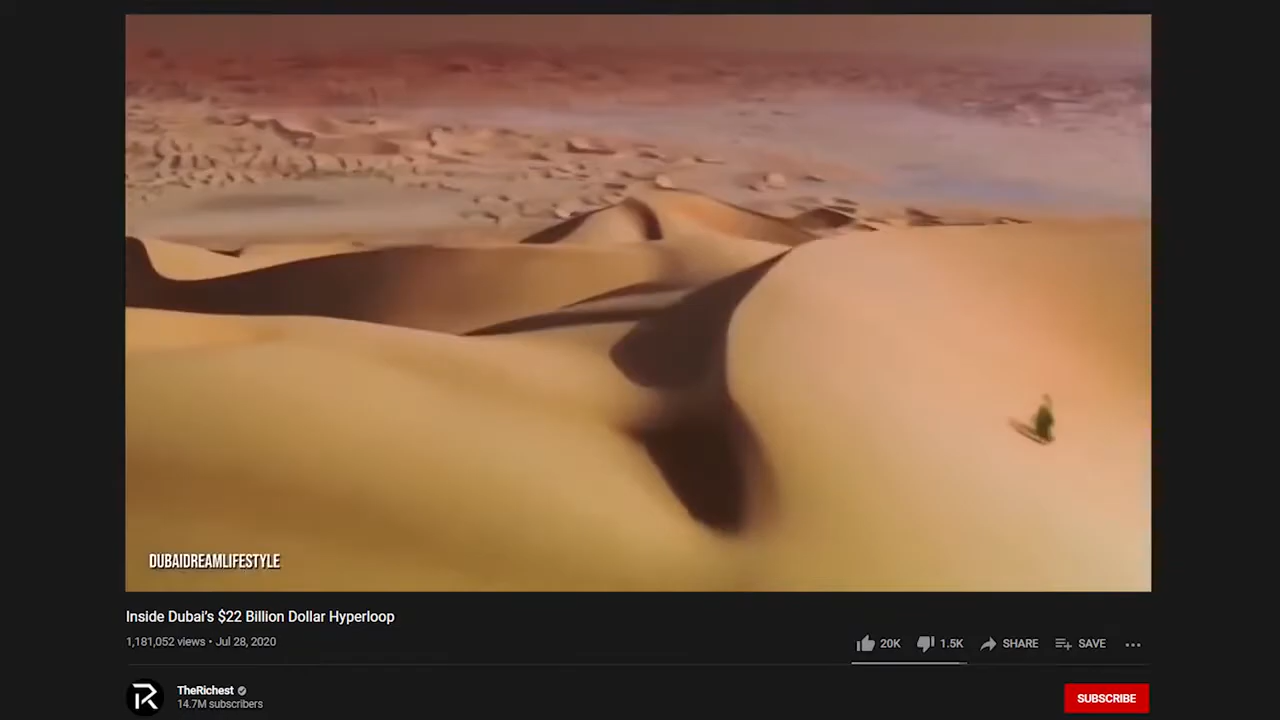 DUBAIDREAMLIFESTYLE
Inside Dubai's $22 Billion Dollar Hyperloop
1,181,052 views • Jul 28, 2020
20K 1.5K SHARE SAVE
TheRichest
14.7M subscribers
SUBSCRIBE